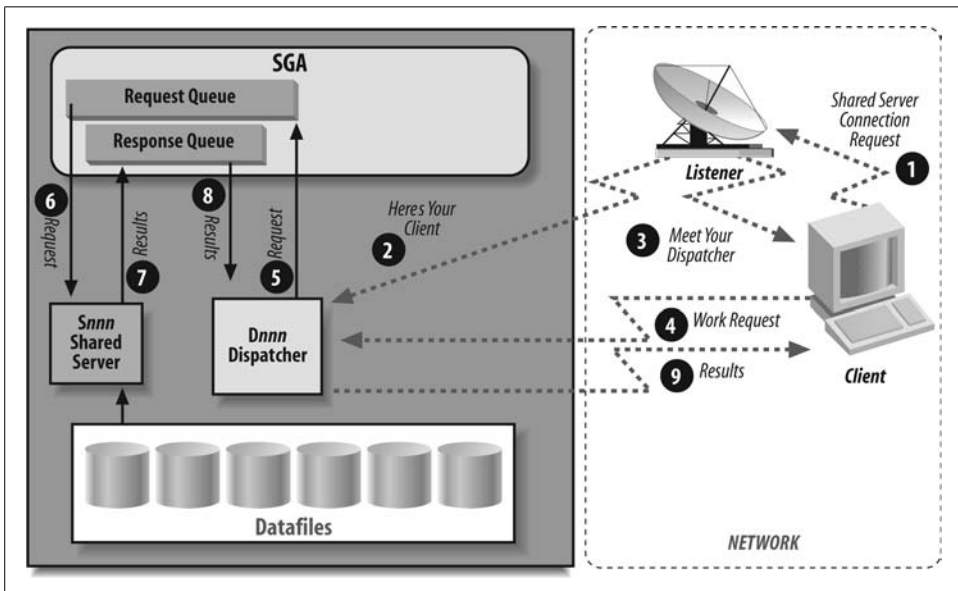 SGA
Request Queue
Response Queue
6
Request
7
Results
8
Results
5
Request
Snnn
Shared
Server
Dnnn
Dispatcher
Datafiles
Listener
Shared Server
Connection
Request
1
Heres Your
Client
2
3
Meet Your
Dispatcher
4
Work Request
9
Results
Client
NETWORK